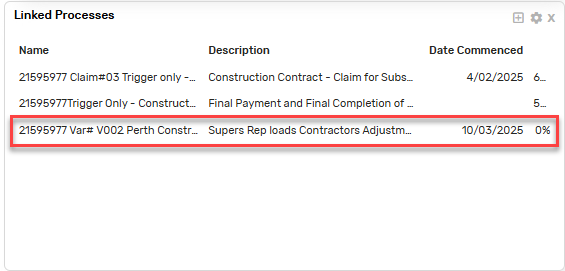 Linked Processes
Name Description Date Commenced
21595977 Claim#03 Trigger only -... Construction Contract - Claim for Subs... 4/02/2025 6...
21595977Trigger Only - Construct... Final Payment and Final Completion of ... 5...
21595977 Var# V002 Perth Constr... Supers Rep loads Contractors Adjustm... 10/03/2025 0%